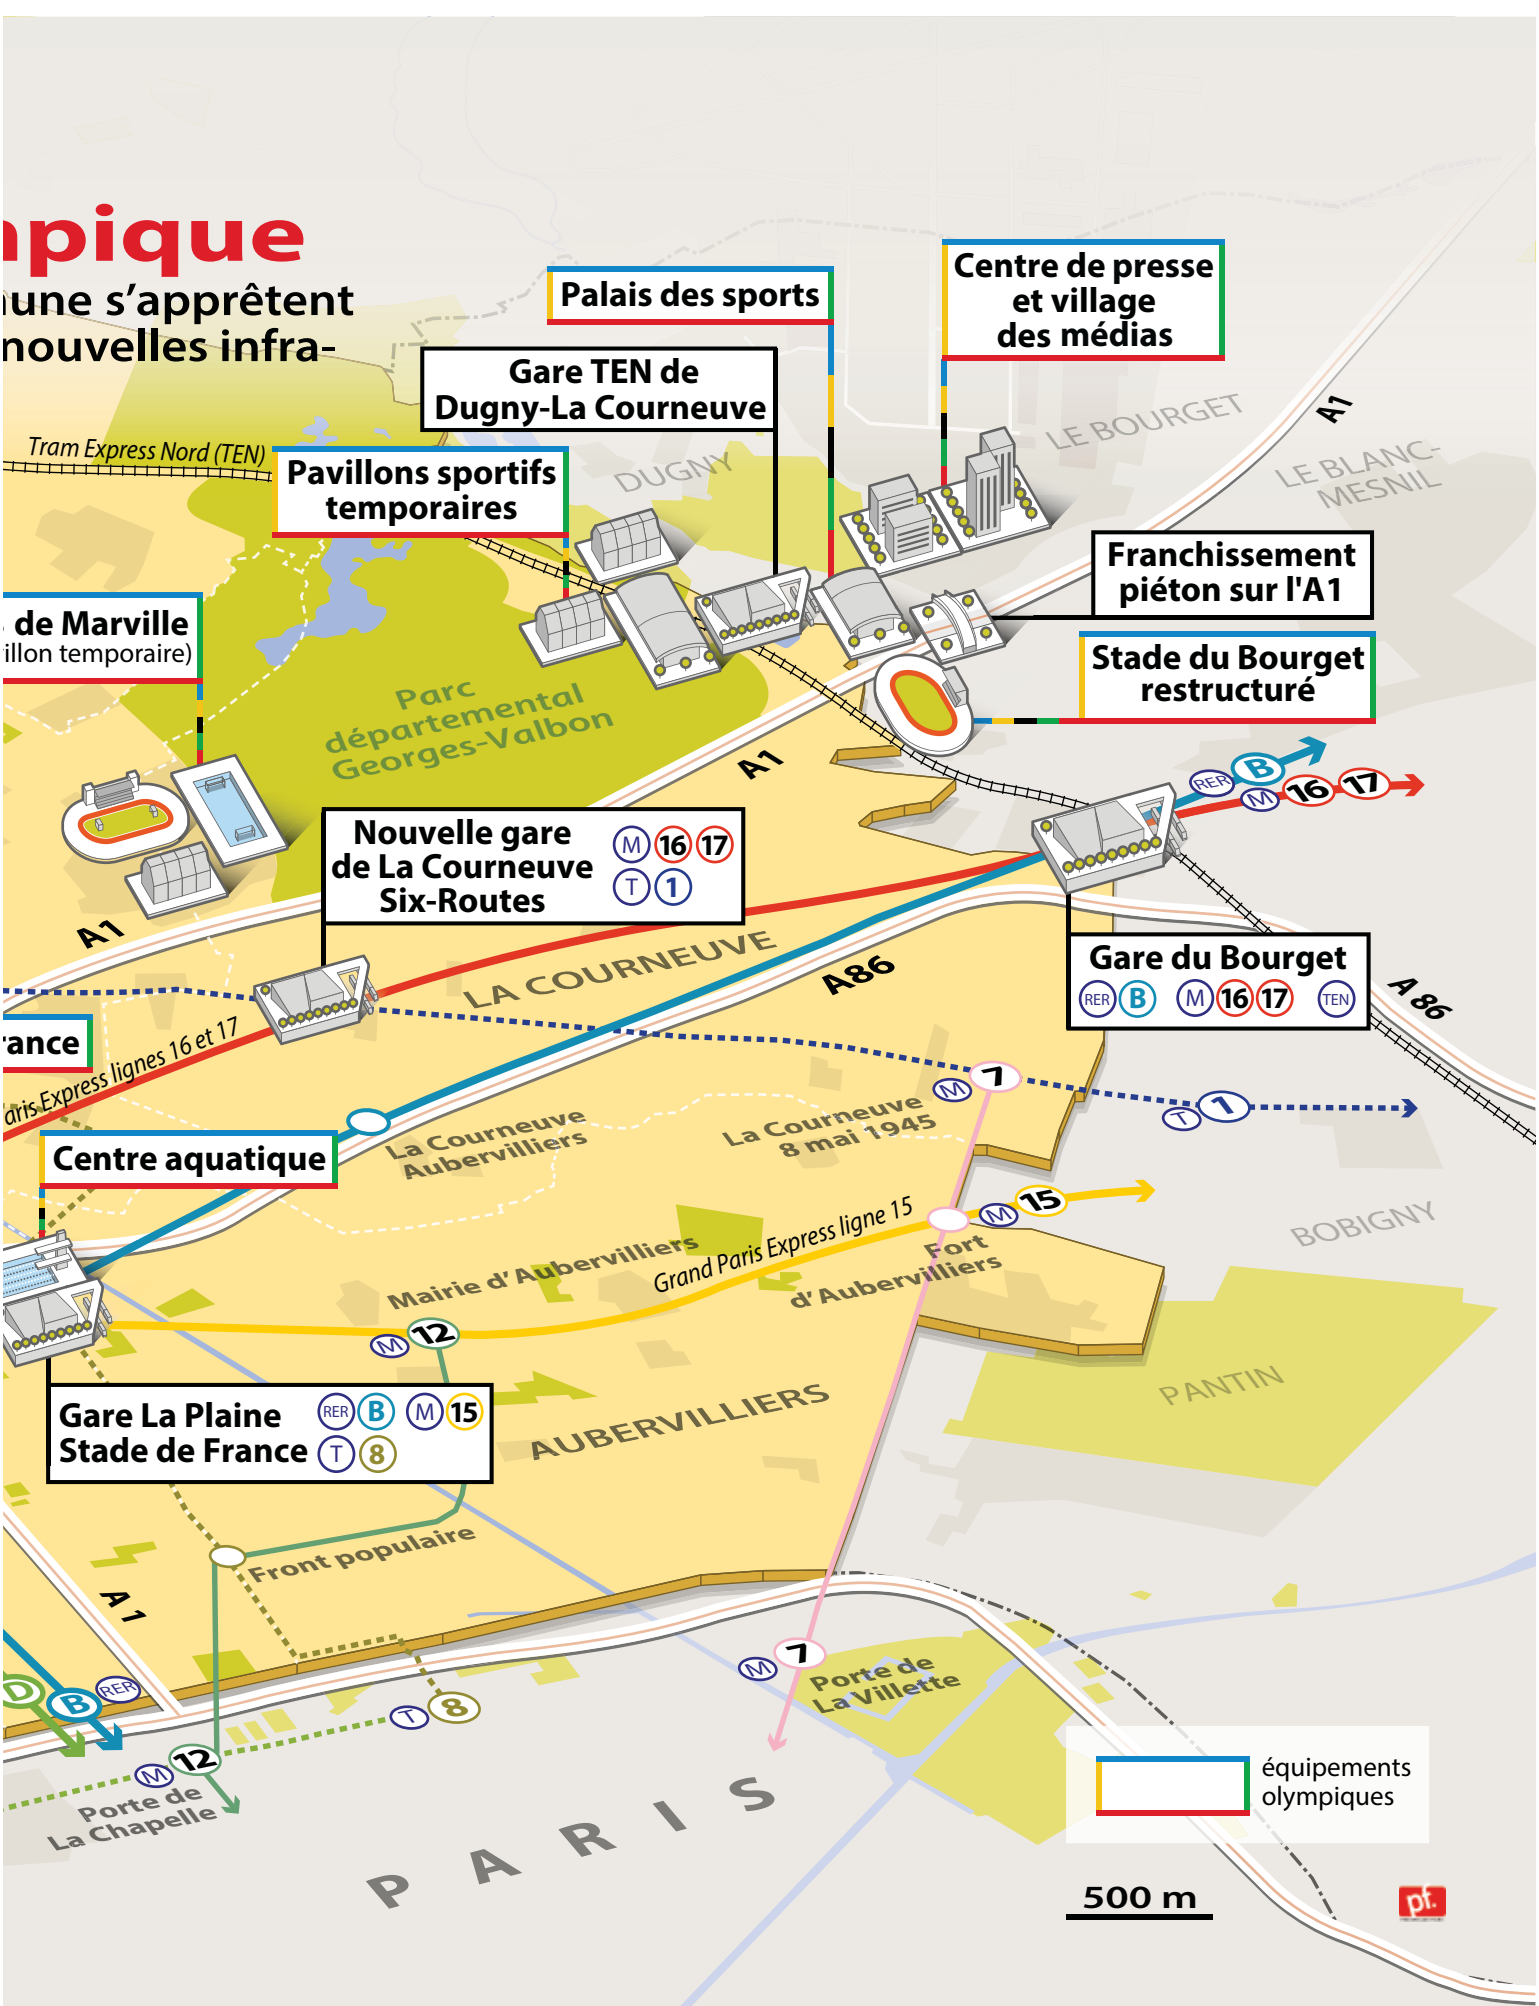 mpique
une s'apprêtent
nouvelles infra-
Palais des sports
Centre de presse
et village
des médias
Gare TEN de
Dugny-La Courneuve
A1
LE BOURGET
Tram Express Nord (TEN)
Pavillons sportifs
temporaires
DUGNY
LE BLANC-
MESNIL
Franchissement
piéton sur l'A1
de Marville
illon temporaire)
Stade du Bourget
restructuré
Parc
départemental
Georges-Valbon
A1
RER B
M 16 17
Nouvelle gare
de La Courneuve
Six-Routes
M 16 17
T 1
A1
LA COURNEUVE
A86
Gare du Bourget
RER B M 16 17 TEN
A 86
rance
aris Express lignes 16 et 17
M 7
T 1
La Courneuve
Aubervilliers
La Courneuve
8 mai 1945
Centre aquatique
M 15
Grand Paris Express ligne 15
BOBIGNY
Mairie d'Aubervilliers
Fort
d'Aubervilliers
M 12
PANTIN
Gare La Plaine
Stade de France
RER B M 15
T 8
AUBERVILLIERS
Front populaire
A 1
M 7
Porte de
La Villette
D B RER
T 8
M 12
Porte de
La Chapelle
PARIS
équipements
olympiques
500 m
pf.